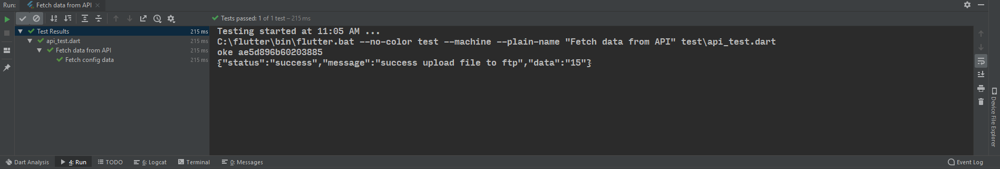 Run: Fetch data from API
Tests passed: 1 of 1 test – 215 ms
Test Results 215 ms
api_test.dart 215 ms
Fetch data from API 215 ms
Fetch config data 215 ms
Testing started at 11:05 AM ...
C:\flutter\bin\flutter.bat --no-color test --machine --plain-name "Fetch data from API" test\api_test.dart
oke ae5d896b60203885
{"status":"success","message":"success upload file to ftp","data":"15"}
Device File Explorer
Dart Analysis 4: Run TODO 6: Logcat Terminal 0: Messages Event Log